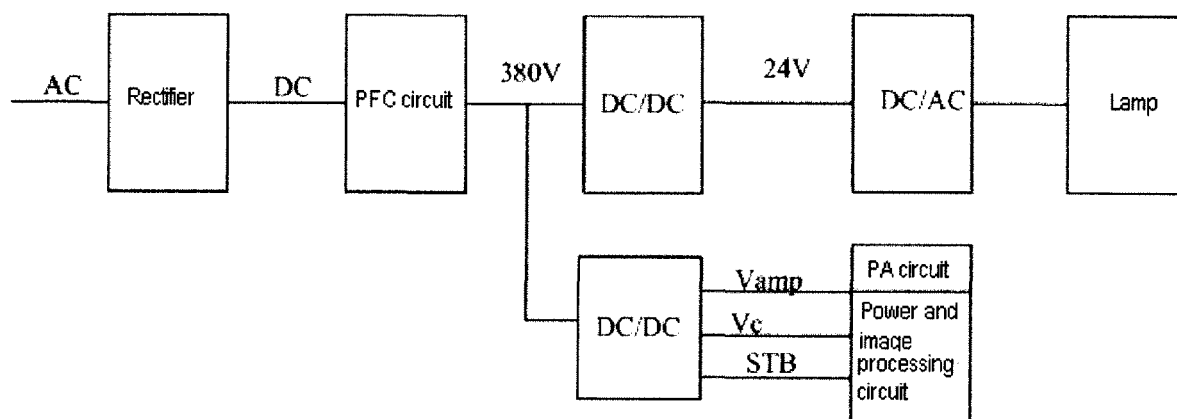 AC
Rectifier
DC
PFC circuit
380V
DC/DC
24V
DC/AC
Lamp
DC/DC
Vamp
Vc
STB
PA circuit
Power and
image
processing
circuit